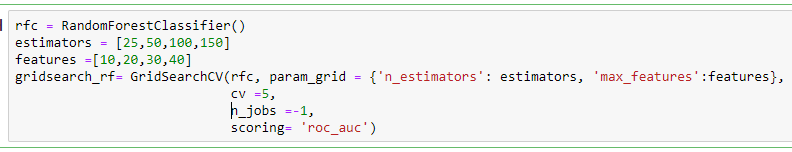 rfc = RandomForestClassifier()
estimators = [25,50,100,150]
features =[10,20,30,40]
gridsearch_rf= GridSearchCV(rfc, param_grid = {'n_estimators': estimators, 'max_features':features},
                            cv =5,
                            n_jobs =-1,
                            scoring= 'roc_auc')